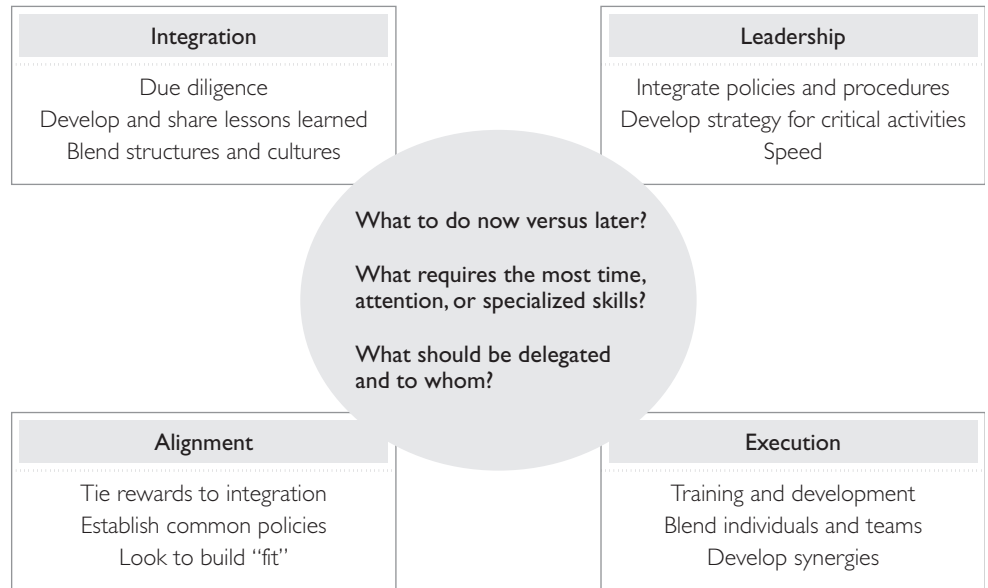 Integration
Due diligence
Develop and share lessons learned
Blend structures and cultures
Leadership
Integrate policies and procedures
Develop strategy for critical activities
Speed
What to do now versus later?
What requires the most time,
attention, or specialized skills?
What should be delegated
and to whom?
Alignment
Tie rewards to integration
Establish common policies
Look to build “fit”
Execution
Training and development
Blend individuals and teams
Develop synergies